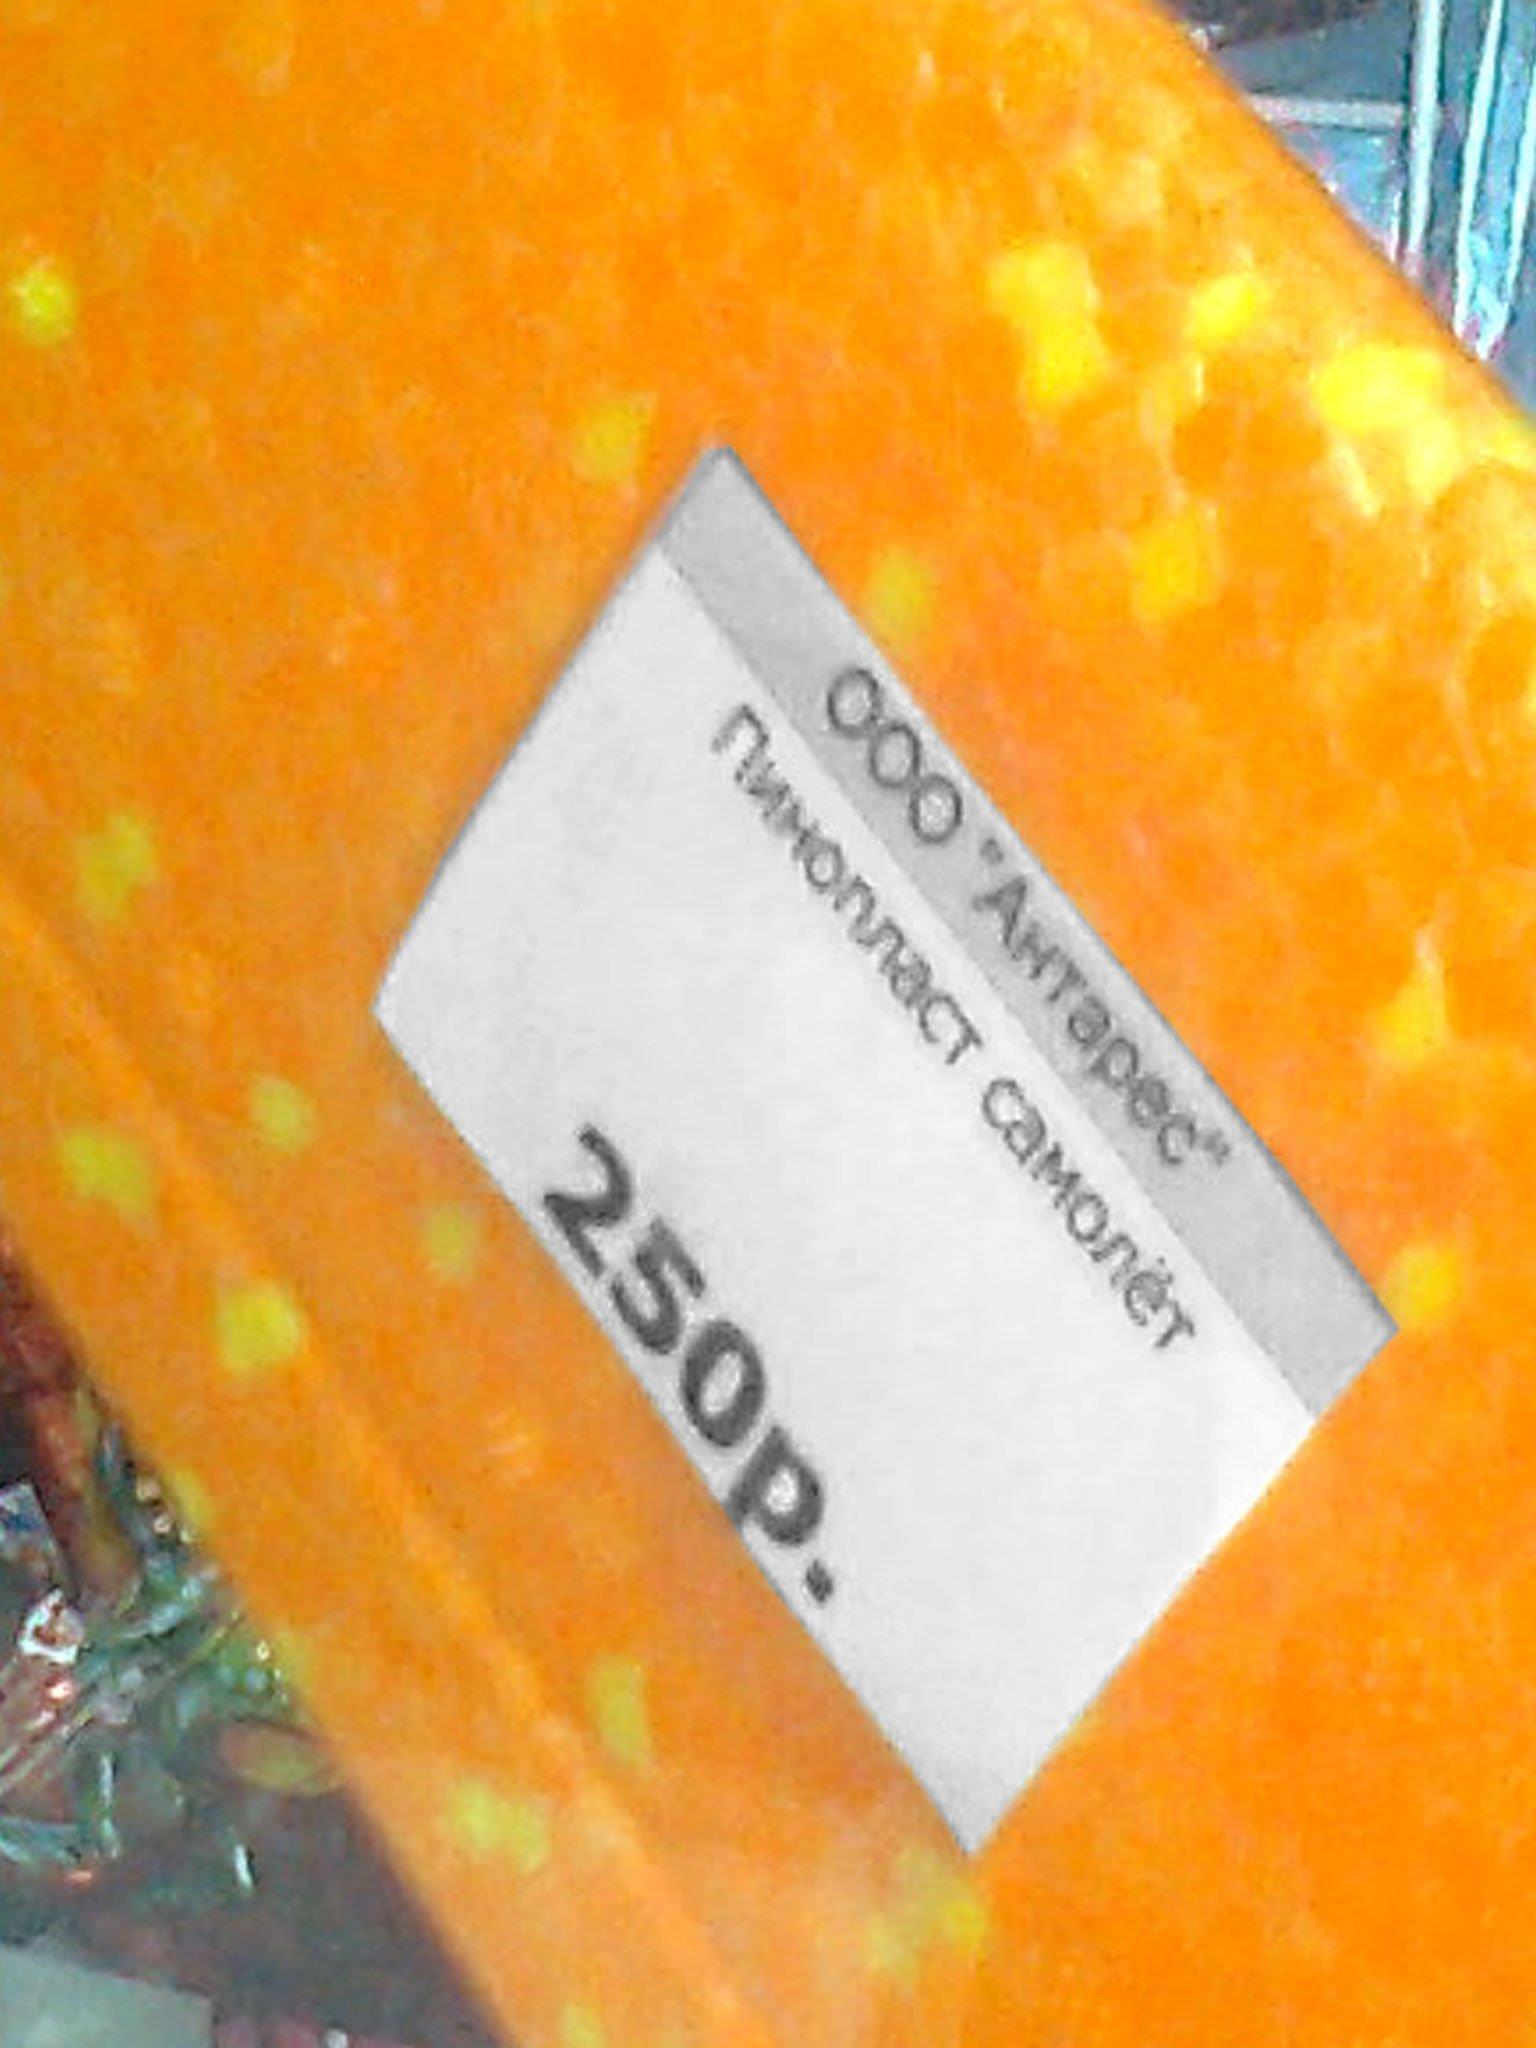 ООО "Антарес"
Пинопласт самолёт
250р.